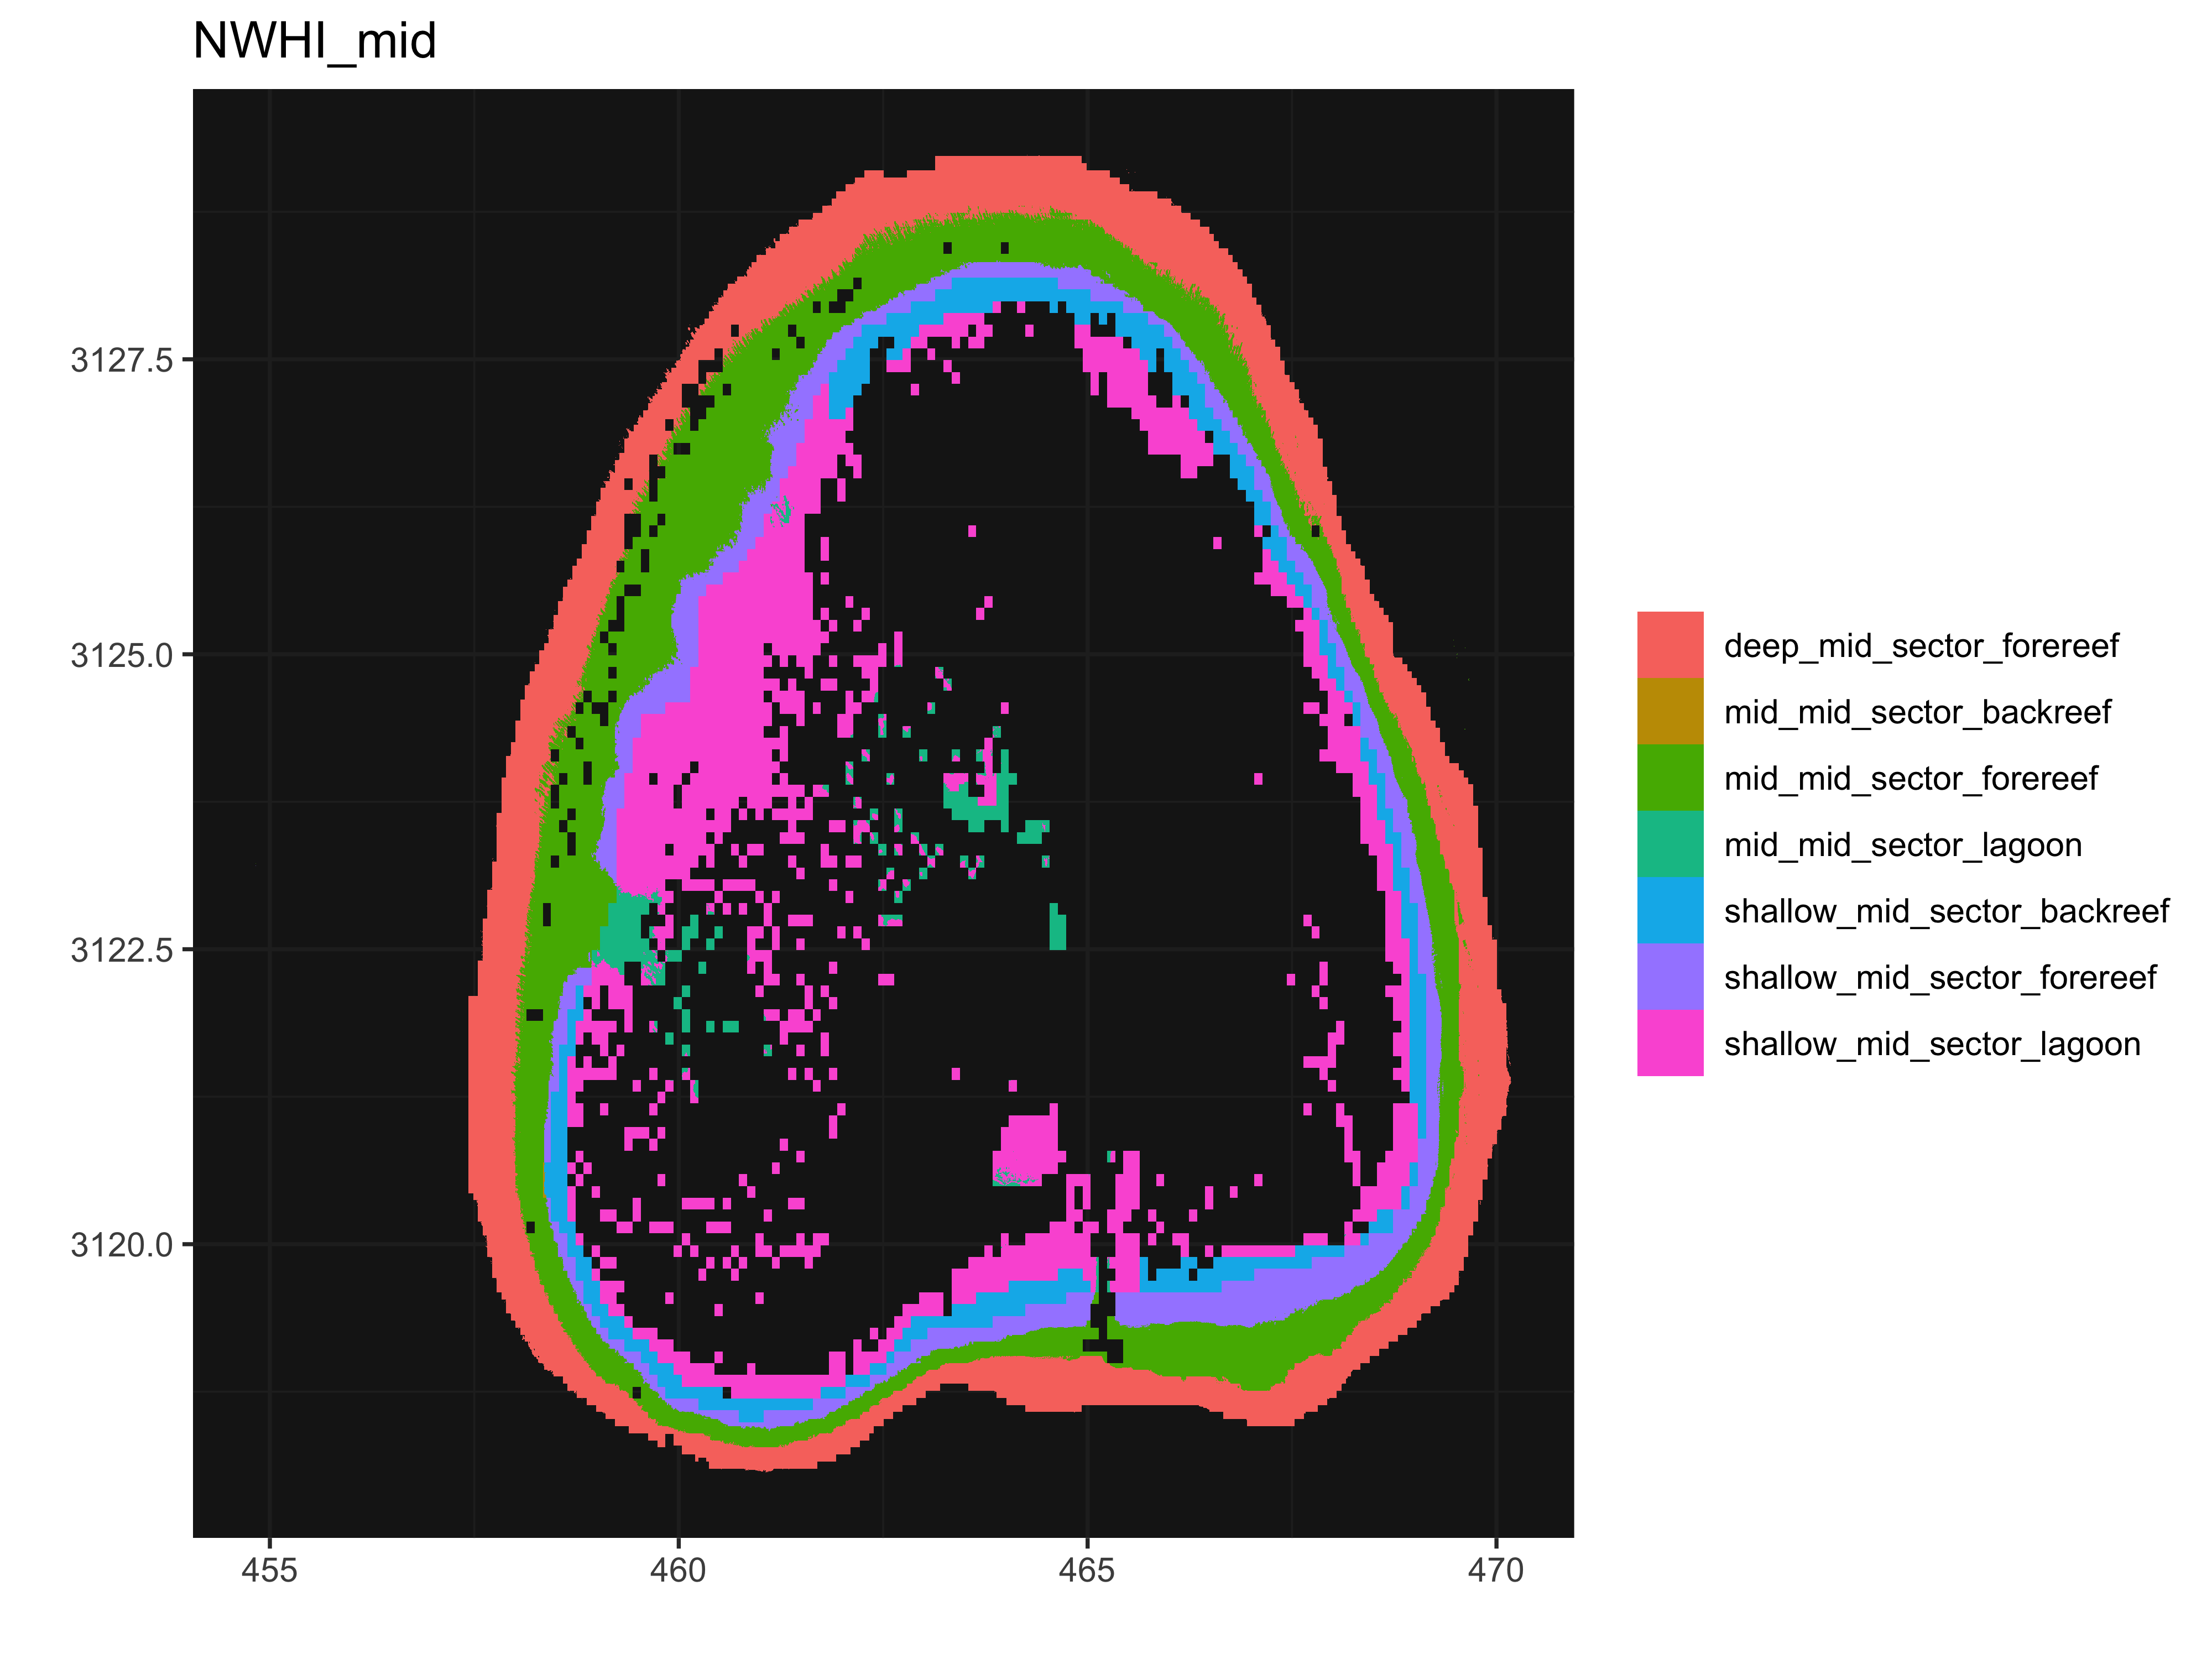 NWHI_mid
3127.5
3125.0
3122.5
3120.0
455 460 465 470
deep_mid_sector_forereef
mid_mid_sector_backreef
mid_mid_sector_forereef
mid_mid_sector_lagoon
shallow_mid_sector_backreef
shallow_mid_sector_forereef
shallow_mid_sector_lagoon